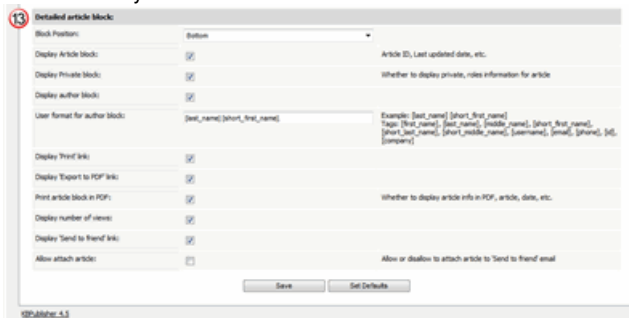 13 Detailed article block:
Block Position: Bottom
Display Article block: Article ID, Last updated date, etc.
Display Private block: Whether to display private, roles information for article
Display author block:
User format for author block: [last_name] [short_first_name]. Example: [last_name] [short_first_name]
Tags: [first_name], [last_name], [middle_name], [short_first_name],
[short_last_name], [short_middle_name], [username], [email], [phone], [id],
[company]
Display 'Print' link:
Display 'Export to PDF' link:
Print article block in PDF: Whether to display article info in PDF, article, date, etc.
Display number of views:
Display 'Send to friend' link:
Allow attach article: Allow or disallow to attach article to 'Send to friend' email
Save Set Defaults
KBPublisher 4.5